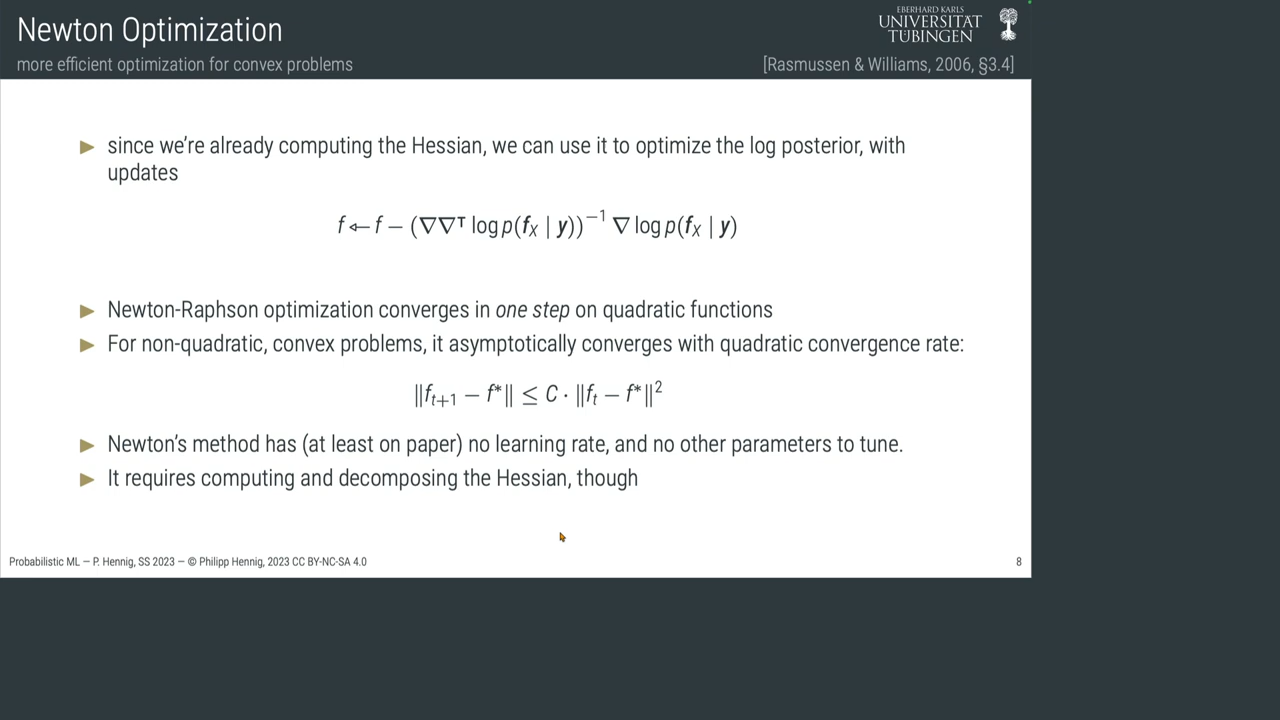 Newton Optimization
more efficient optimization for convex problems
EBERHARD KARLS
UNIVERSITÄT
TÜBINGEN
[Rasmussen & Williams, 2006, §3.4]
▶ since we're already computing the Hessian, we can use it to optimize the log posterior, with
updates
f ← f − (∇∇ᵀ log p(f_X | y))⁻¹ ∇ log p(f_X | y)
▶ Newton-Raphson optimization converges in one step on quadratic functions
▶ For non-quadratic, convex problems, it asymptotically converges with quadratic convergence rate:
‖f_{t+1} − f*‖ ≤ C · ‖f_t − f*‖²
▶ Newton's method has (at least on paper) no learning rate, and no other parameters to tune.
▶ It requires computing and decomposing the Hessian, though
Probabilistic ML — P. Hennig, SS 2023 — © Philipp Hennig, 2023 CC BY-NC-SA 4.0
8